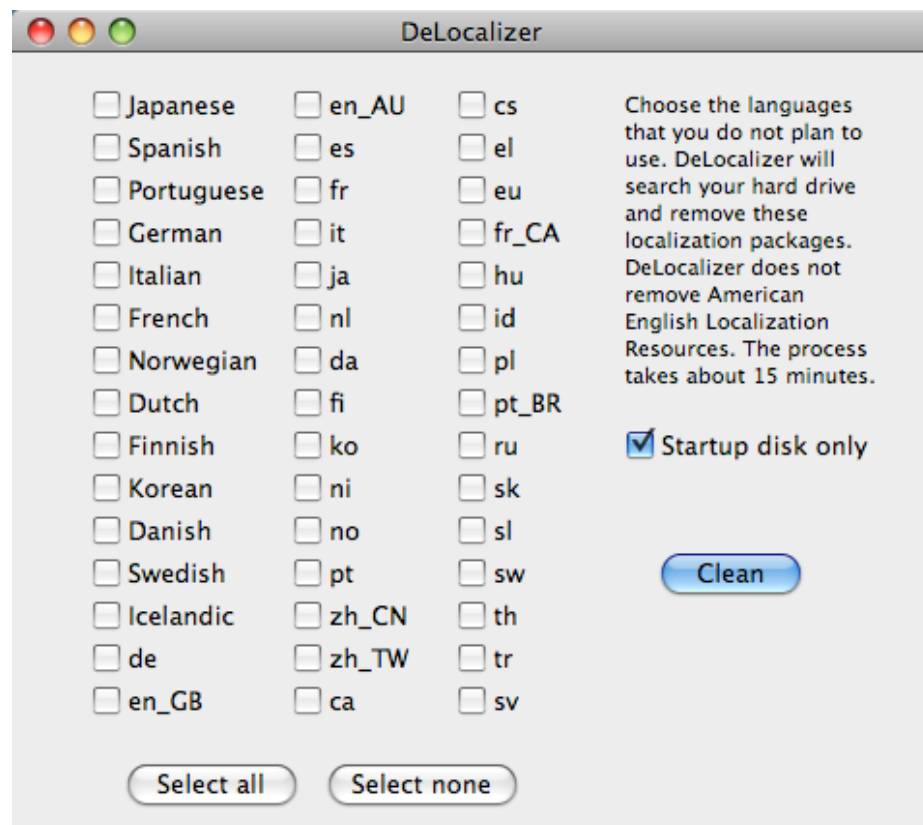 DeLocalizer
Japanese
Spanish
Portuguese
German
Italian
French
Norwegian
Dutch
Finnish
Korean
Danish
Swedish
Icelandic
de
en_GB
en_AU
es
fr
it
ja
nl
da
fi
ko
ni
no
pt
zh_CN
zh_TW
ca
cs
el
eu
fr_CA
hu
id
pl
pt_BR
ru
sk
sl
sw
th
tr
sv
Choose the languages
that you do not plan to
use. DeLocalizer will
search your hard drive
and remove these
localization packages.
DeLocalizer does not
remove American
English Localization
Resources. The process
takes about 15 minutes.
Startup disk only
Clean
Select all
Select none